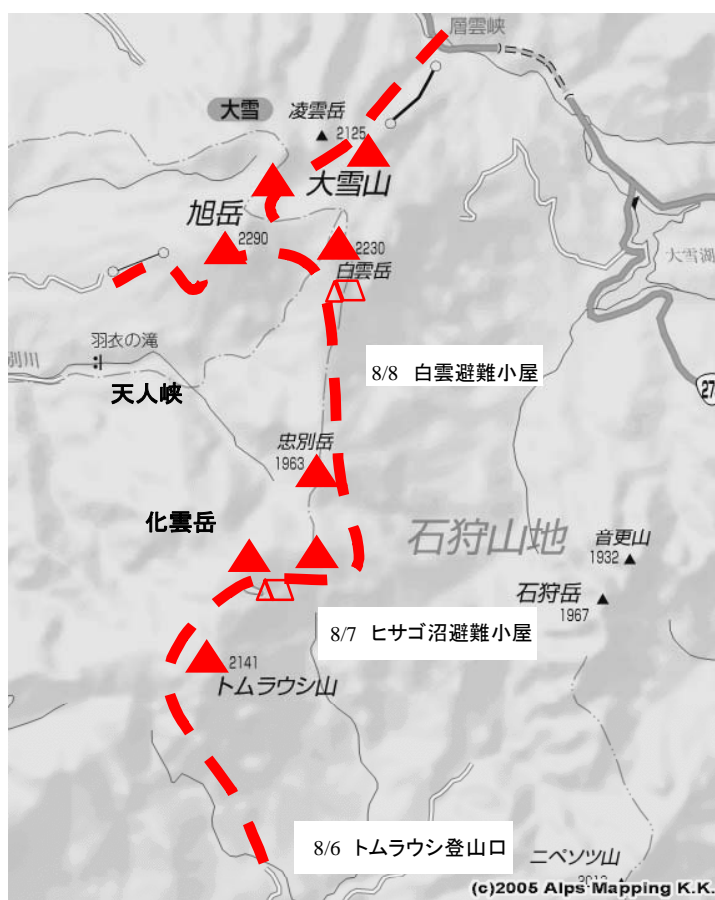 層雲峡
大雪
凌雲岳
2125
大雪山
旭岳
2290
2230
白雲岳
大雪湖
羽衣の滝
別川
天人峡
8/8 白雲避難小屋
27
忠別岳
1963
化雲岳
石狩山地
音更山
1932
石狩岳
1967
8/7 ヒサゴ沼避難小屋
2141
トムラウシ山
8/6 トムラウシ登山口
ニペソツ山
(c)2005 Alps Mapping K.K.